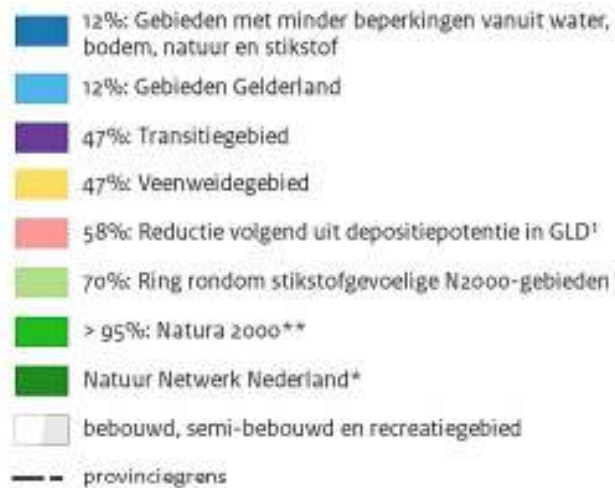 12%: Gebieden met minder beperkingen vanuit water,
bodem, natuur en stikstof
12%: Gebieden Gelderland
47%: Transitiegebied
47%: Veenweidegebied
58%: Reductie volgend uit depositiepotentie in GLD¹
70%: Ring rondom stikstofgevoelige N2000-gebieden
> 95%: Natura 2000**
Natuur Netwerk Nederland*
bebouwd, semi-bebouwd en recreatiegebied
provinciegrens